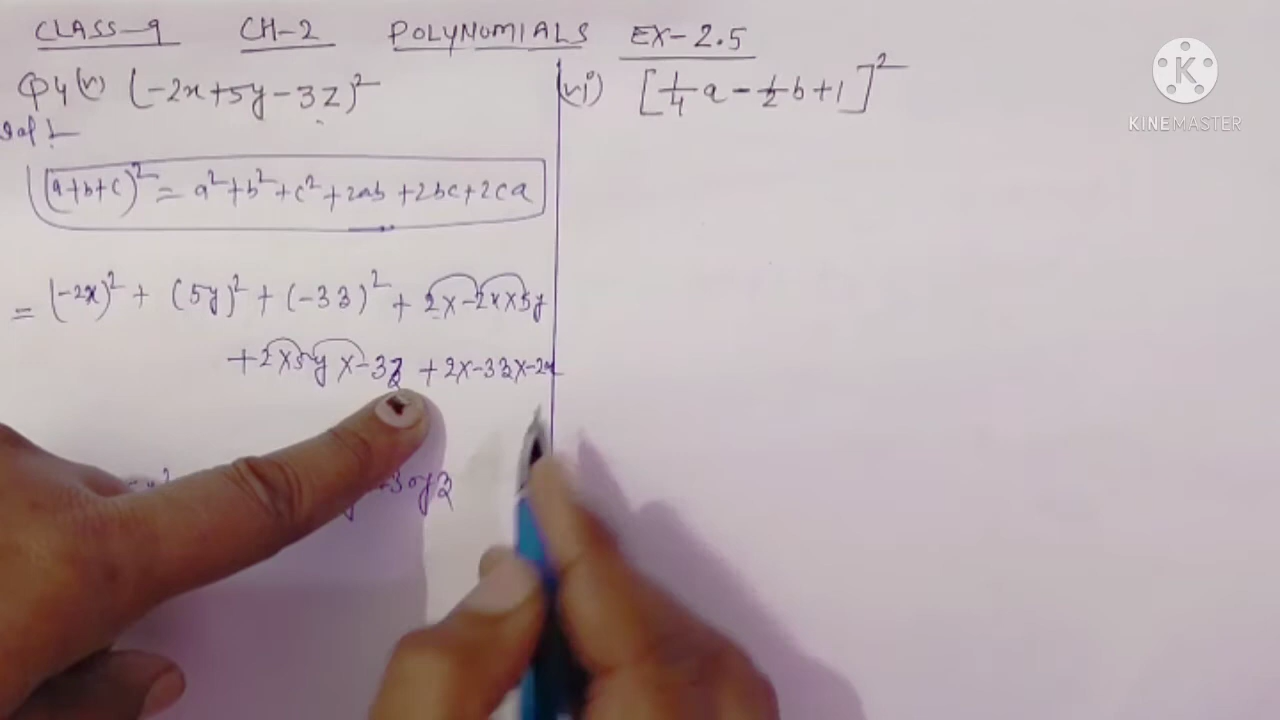 CLASS-9 CH-2 POLYNOMIALS EX-2.5
Q4(v) (-2x+5y-3z)²
Sol:-
(a+b+c)² = a²+b²+c²+2ab+2bc+2ca
= (-2x)² + (5y)² + (-3z)² + 2x-2x×5y
+2×5y×-3z +2×-3z×-2x
-30yz
(vi) [1/4 a - 1/2 b + 1]²
K
KINEMASTER